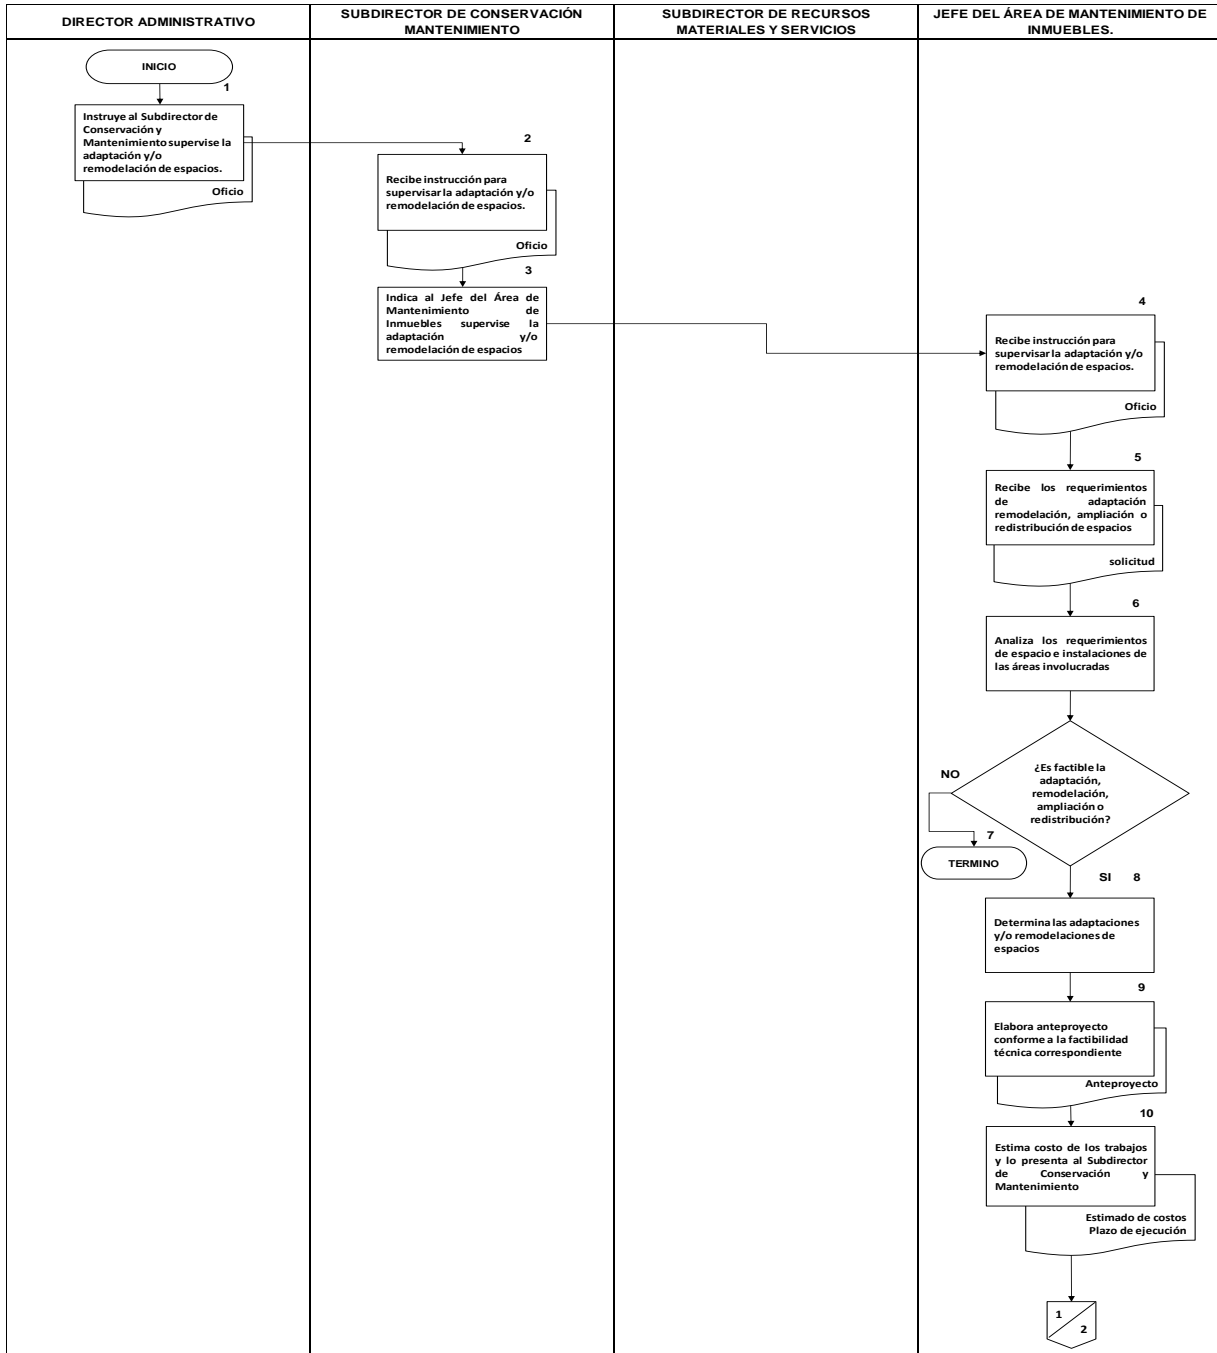 DIRECTOR ADMINISTRATIVO
SUBDIRECTOR DE CONSERVACIÓN
MANTENIMIENTO
SUBDIRECTOR DE RECURSOS
MATERIALES Y SERVICIOS
JEFE DEL ÁREA DE MANTENIMIENTO DE
INMUEBLES.
INICIO
1
Instruye al Subdirector de
Conservación y
Mantenimiento supervise la
adaptación y/o
remodelación de espacios.
Oficio
2
Recibe instrucción para
supervisar la adaptación y/o
remodelación de espacios.
Oficio
3
Indica al Jefe del Área de
Mantenimiento de
Inmuebles supervise la
adaptación y/o
remodelación de espacios
4
Recibe instrucción para
supervisar la adaptación y/o
remodelación de espacios.
Oficio
5
Recibe los requerimientos
de adaptación
remodelación, ampliación o
redistribución de espacios
solicitud
6
Analiza los requerimientos
de espacio e instalaciones de
las áreas involucradas
¿Es factible la
adaptación,
remodelación,
ampliación o
redistribución?
NO
7
TERMINO
SI 8
Determina las adaptaciones
y/o remodelaciones de
espacios
9
Elabora anteproyecto
conforme a la factibilidad
técnica correspondiente
Anteproyecto
10
Estima costo de los trabajos
y lo presenta al Subdirector
de Conservación y
Mantenimiento
Estimado de costos
Plazo de ejecución
1
2